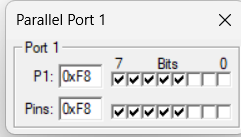 Parallel Port 1
Port 1
7 Bits 0
P1: 0xF8
Pins: 0xF8